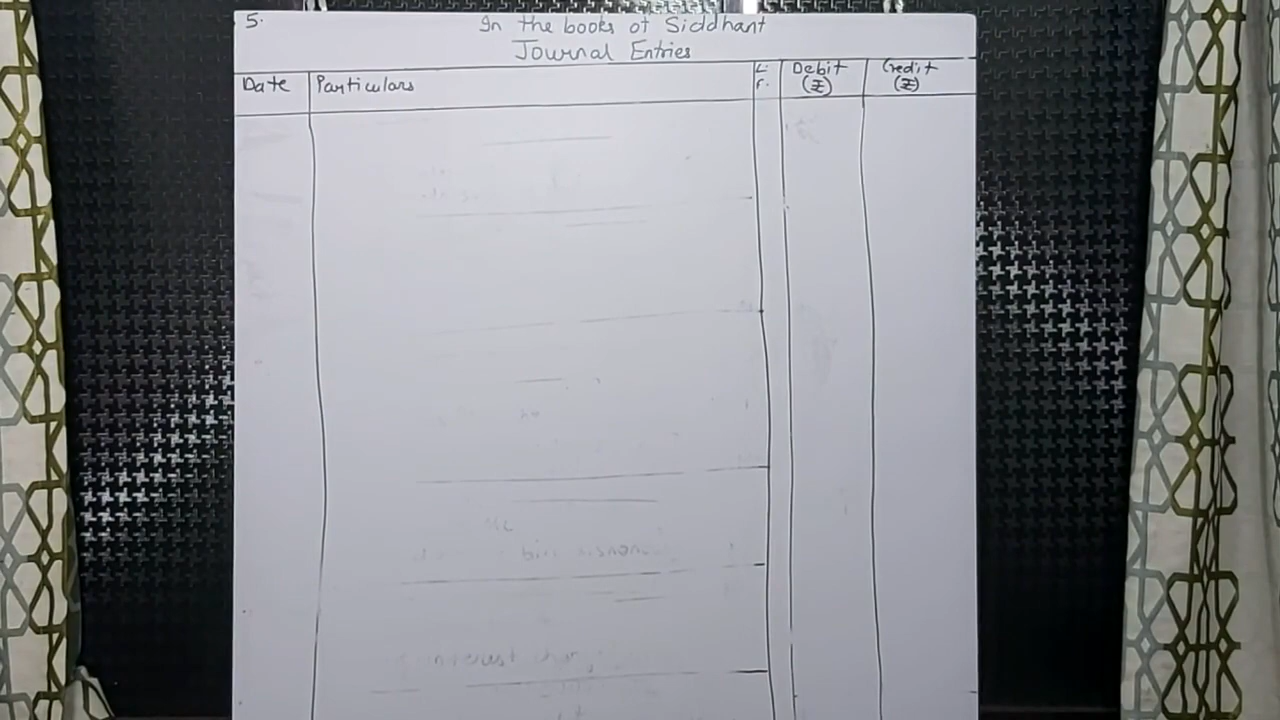 5.
In the books of Siddhant
Journal Entries
Date Particulars L.F. Debit (₹) Credit (₹)